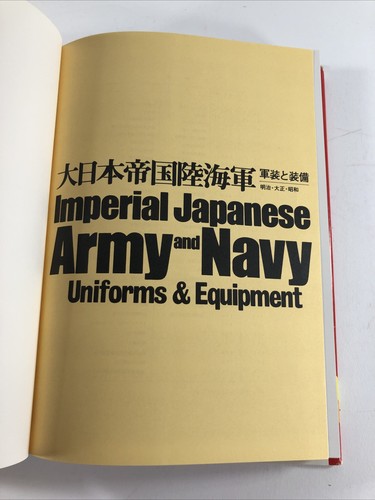 大日本帝国陸海軍 軍装と装備
明治・大正・昭和
Imperial Japanese
Army and Navy
Uniforms & Equipment